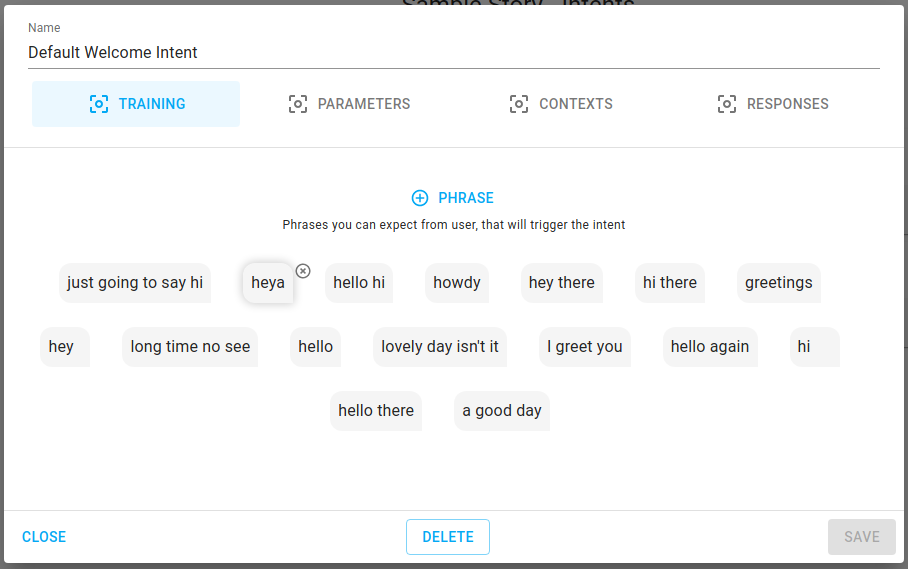 Sample Story - Intents
Name
Default Welcome Intent
TRAINING PARAMETERS CONTEXTS RESPONSES
PHRASE
Phrases you can expect from user, that will trigger the intent
just going to say hi heya hello hi howdy hey there hi there greetings
hey long time no see hello lovely day isn't it I greet you hello again hi
hello there a good day
CLOSE DELETE SAVE